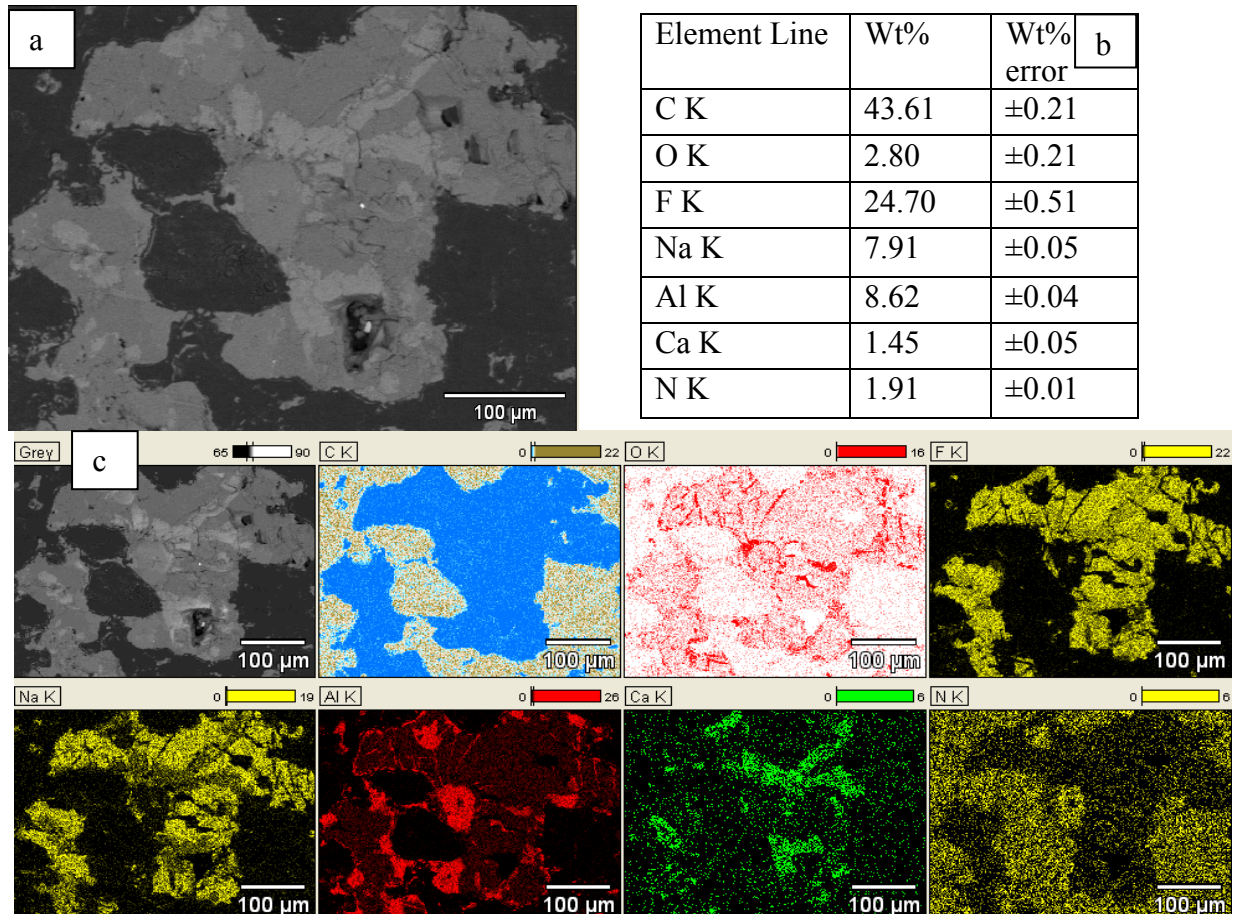 a
Element Line Wt% Wt% error b
C K 43.61 ±0.21
O K 2.80 ±0.21
F K 24.70 ±0.51
Na K 7.91 ±0.05
Al K 8.62 ±0.04
Ca K 1.45 ±0.05
N K 1.91 ±0.01
100 µm
c
Grey 65 90
C K 0 22
O K 0 16
F K 0 22
100 µm
100 µm
100 µm
100 µm
Na K 0 19
Al K 0 26
Ca K 0 6
N K 0 6
100 µm
100 µm
100 µm
100 µm